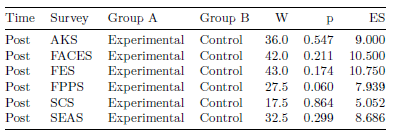 Time Survey Group A Group B W p ES
Post AKS Experimental Control 36.0 0.547 9.000
Post FACES Experimental Control 42.0 0.211 10.500
Post FES Experimental Control 43.0 0.174 10.750
Post FPPS Experimental Control 27.5 0.060 7.939
Post SCS Experimental Control 17.5 0.864 5.052
Post SEAS Experimental Control 32.5 0.299 8.686